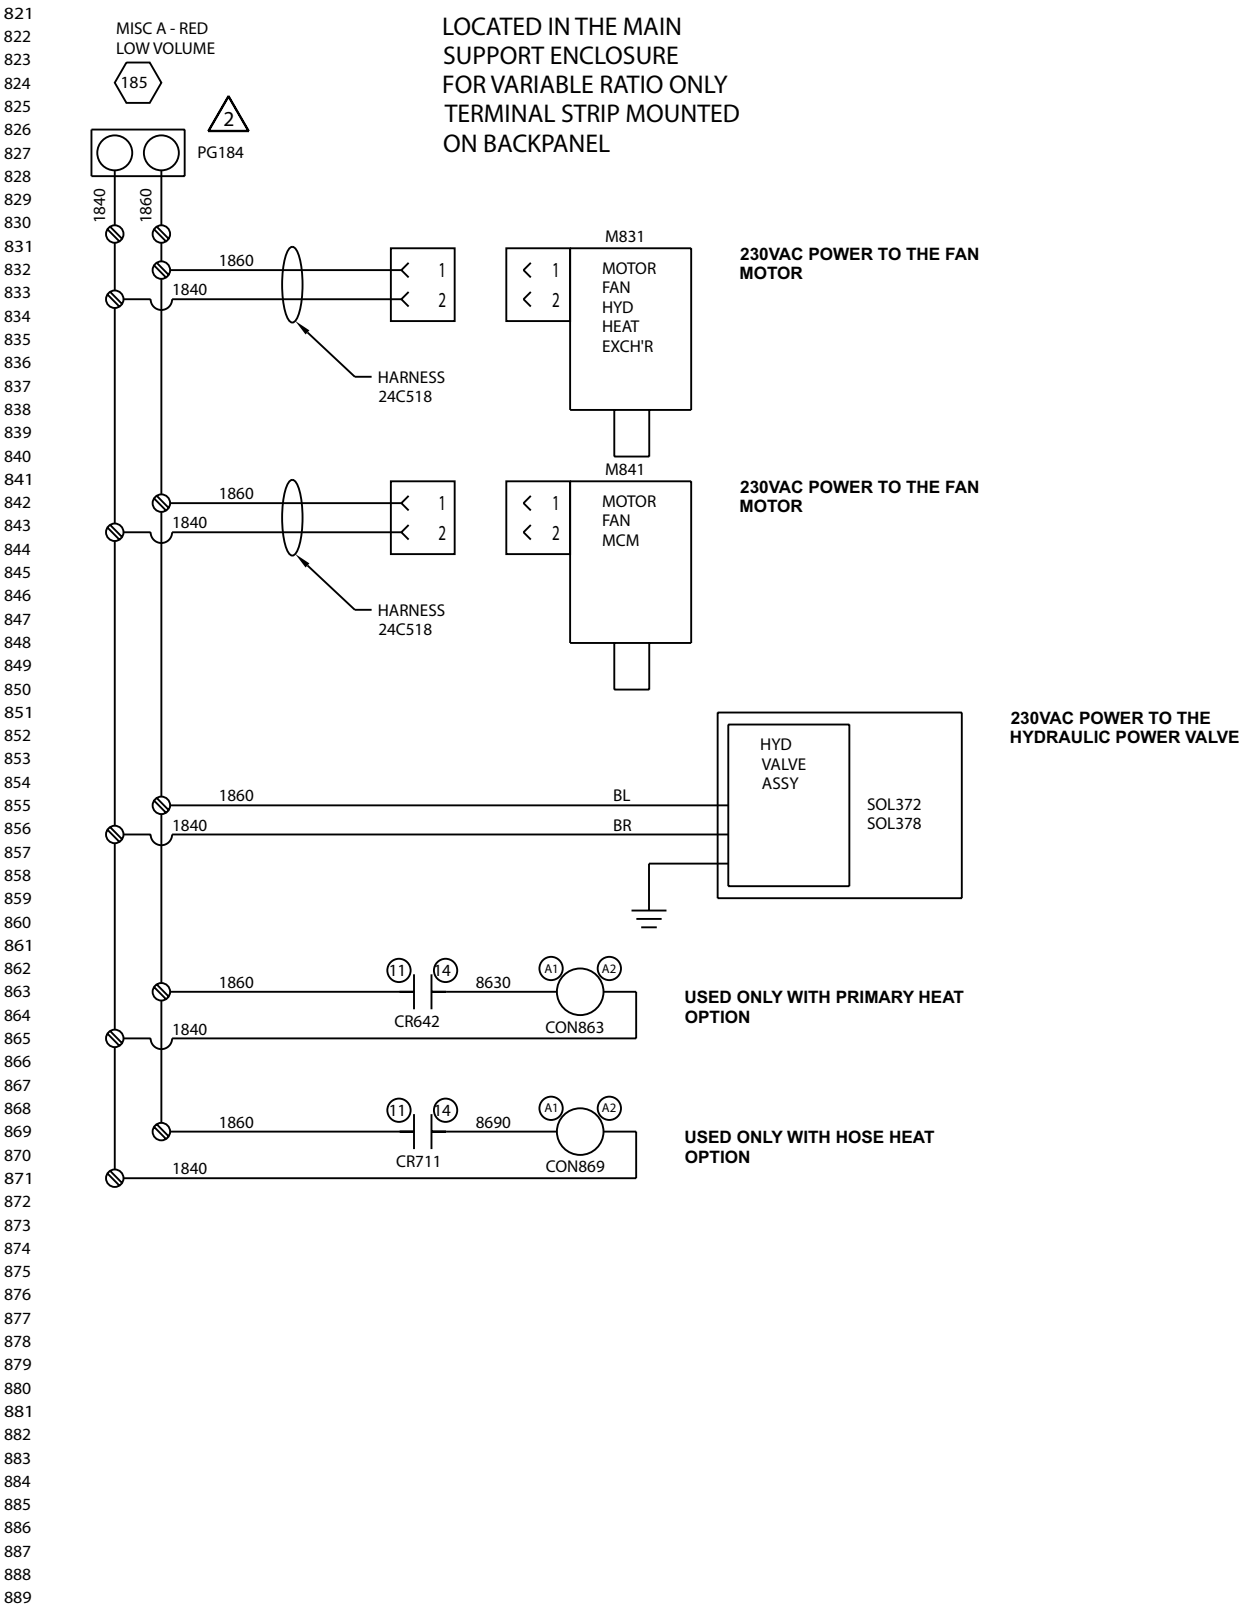 821
822
823
824
825
826
827
828
829
830
831
832
833
834
835
836
837
838
839
840
841
842
843
844
845
846
847
848
849
850
851
852
853
854
855
856
857
858
859
860
861
862
863
864
865
866
867
868
869
870
871
872
873
874
875
876
877
878
879
880
881
882
883
884
885
886
887
888
889
MISC A - RED
LOW VOLUME
185
2
PG184
1840
1860
LOCATED IN THE MAIN
SUPPORT ENCLOSURE
FOR VARIABLE RATIO ONLY
TERMINAL STRIP MOUNTED
ON BACKPANEL
1860
1840
1
2
HARNESS
24C518
M831
1
2
MOTOR
FAN
HYD
HEAT
EXCH'R
230VAC POWER TO THE FAN
MOTOR
1860
1840
1
2
HARNESS
24C518
M841
1
2
MOTOR
FAN
MCM
230VAC POWER TO THE FAN
MOTOR
1860
BL
1840
BR
HYD
VALVE
ASSY
SOL372
SOL378
230VAC POWER TO THE
HYDRAULIC POWER VALVE
1860
11
14
8630
A1
A2
CR642
CON863
1840
USED ONLY WITH PRIMARY HEAT
OPTION
1860
11
14
8690
A1
A2
CR711
CON869
1840
USED ONLY WITH HOSE HEAT
OPTION